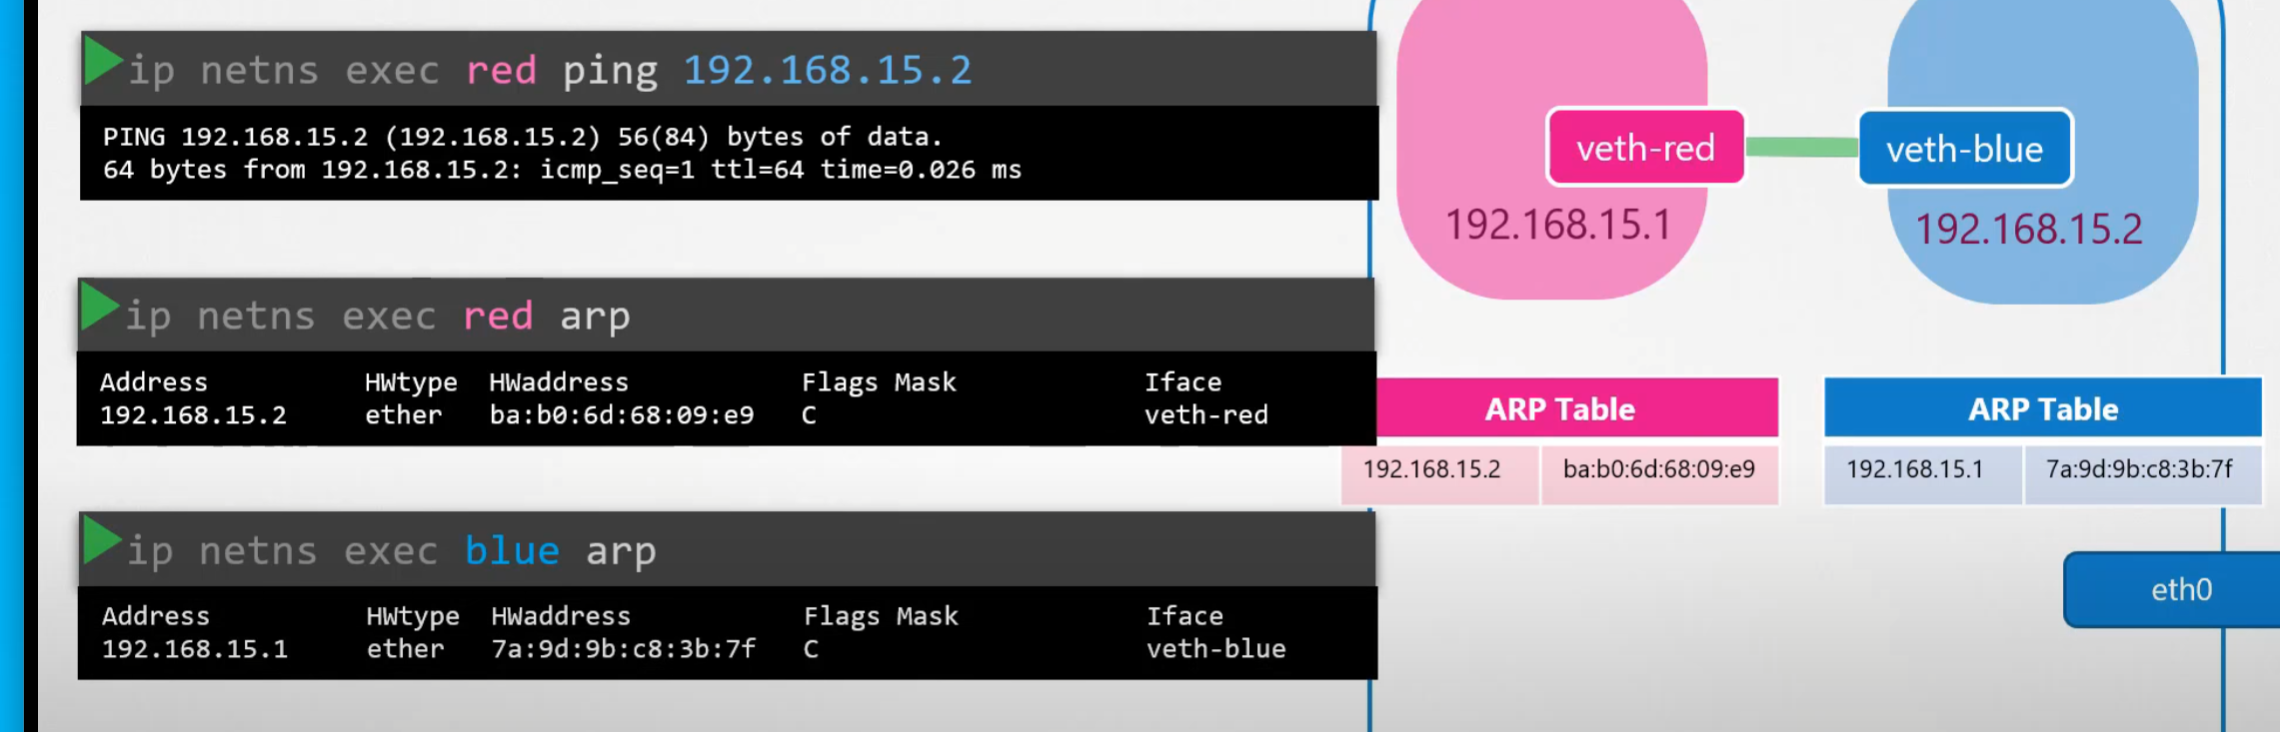 ip netns exec red ping 192.168.15.2
PING 192.168.15.2 (192.168.15.2) 56(84) bytes of data.
64 bytes from 192.168.15.2: icmp_seq=1 ttl=64 time=0.026 ms
ip netns exec red arp
Address HWtype HWaddress Flags Mask Iface
192.168.15.2 ether ba:b0:6d:68:09:e9 C veth-red
ip netns exec blue arp
Address HWtype HWaddress Flags Mask Iface
192.168.15.1 ether 7a:9d:9b:c8:3b:7f C veth-blue
veth-red
veth-blue
192.168.15.1
192.168.15.2
ARP Table
192.168.15.2 ba:b0:6d:68:09:e9
ARP Table
192.168.15.1 7a:9d:9b:c8:3b:7f
eth0